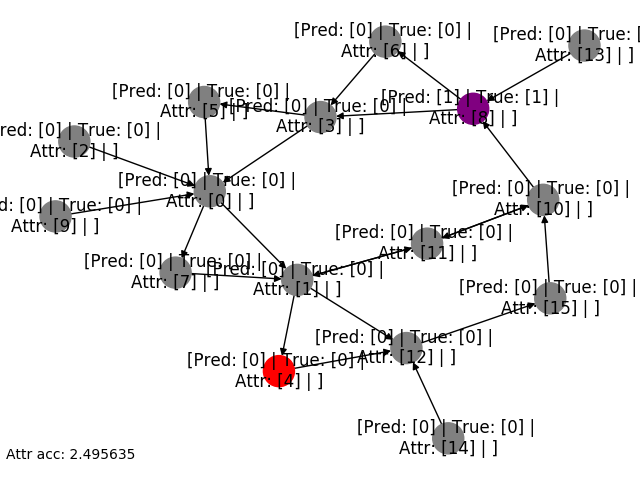 [Pred: [0] | True: [0] |
Attr: [6] | ]
[Pred: [0] | True: [
Attr: [13] | ]
[Pred: [0] | True: [0] |
Attr: [5] | ]
[Pred: [0] | True: [0] |
Attr: [3] | ]
[Pred: [1] | True: [1] |
Attr: [8] | ]
red: [0] | True: [0] |
Attr: [2] | ]
[Pred: [0] | True: [0] |
Attr: [0] | ]
d: [0] | True: [0] |
Attr: [9] | ]
[Pred: [0] | True: [0] |
Attr: [10] | ]
[Pred: [0] | True: [0] |
Attr: [11] | ]
[Pred: [0] | True: [0] |
Attr: [7] | ]
[Pred: [0] | True: [0] |
Attr: [1] | ]
[Pred: [0] | True: [0] |
Attr: [15] | ]
[Pred: [0] | True: [0] |
Attr: [12] | ]
[Pred: [0] | True: [0] |
Attr: [4] | ]
[Pred: [0] | True: [0] |
Attr: [14] | ]
Attr acc: 2.495635